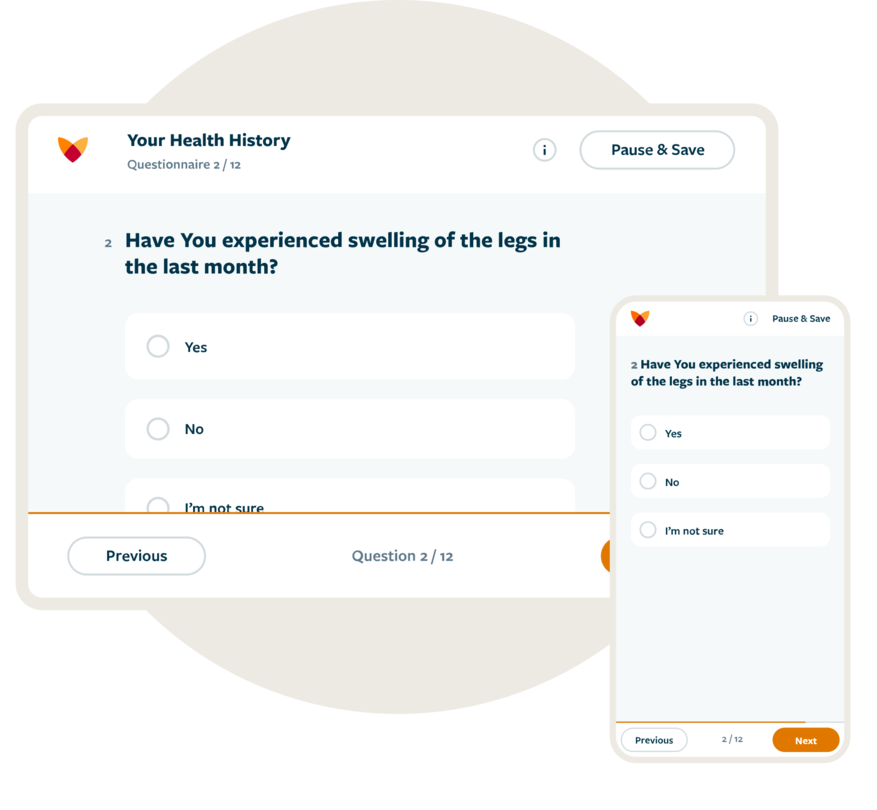 Your Health History
Questionnaire 2 / 12
i
Pause & Save
2 Have You experienced swelling of the legs in
the last month?
Yes
No
I'm not sure
Previous
Question 2 / 12
i
Pause & Save
2 Have You experienced swelling
of the legs in the last month?
Yes
No
I'm not sure
Previous
2 / 12
Next